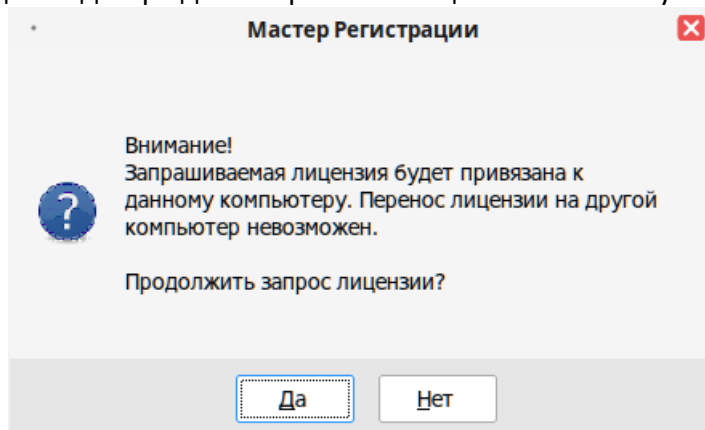 Мастер Регистрации
Внимание!
Запрашиваемая лицензия будет привязана к
данному компьютеру. Перенос лицензии на другой
компьютер невозможен.
Продолжить запрос лицензии?
Да
Нет